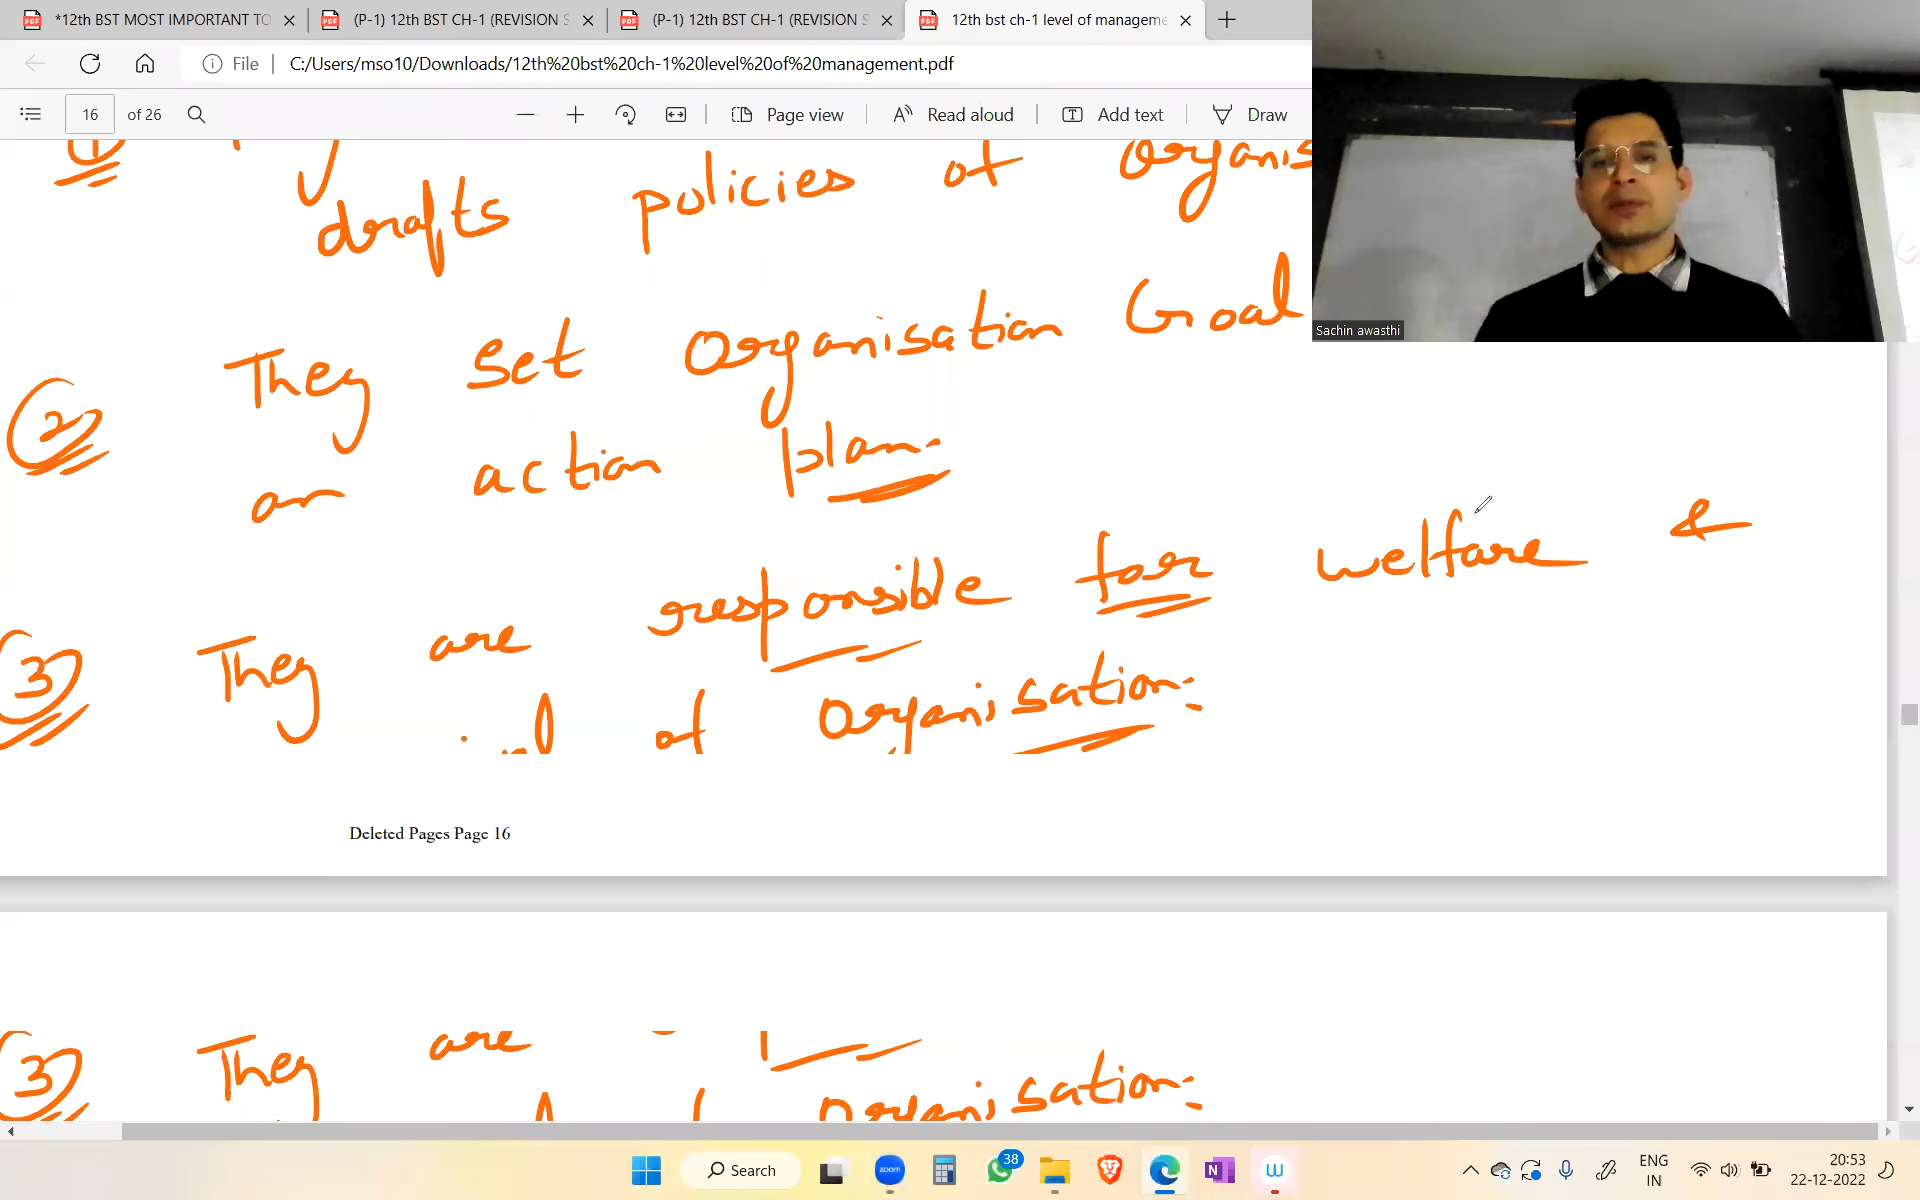 *12th BST MOST IMPORTANT TO
(P-1) 12th BST CH-1 (REVISION S
(P-1) 12th BST CH-1 (REVISION S
12th bst ch-1 level of manageme
File
C:/Users/mso10/Downloads/12th%20bst%20ch-1%20level%20of%20management.pdf
16 of 26
Page view
Read aloud
Add text
Draw
Sachin awasthi
①
drafts policies of organis
② They set organisation Goal
an action plan.
③ They are responsible for welfare &
of organisation.
Deleted Pages Page 16
③ They are
organisation.
Search
zoom
38
ENG
IN
20:53
22-12-2022